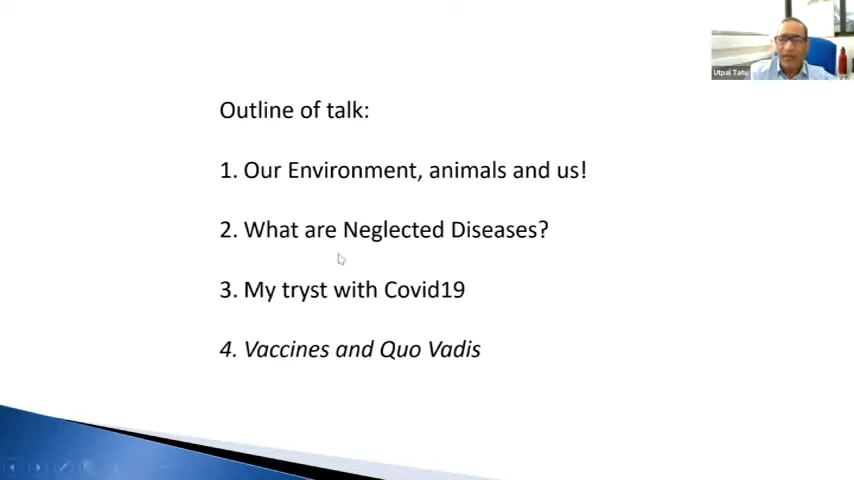 Utpal Tatu
Outline of talk:
1. Our Environment, animals and us!
2. What are Neglected Diseases?
3. My tryst with Covid19
4. Vaccines and Quo Vadis